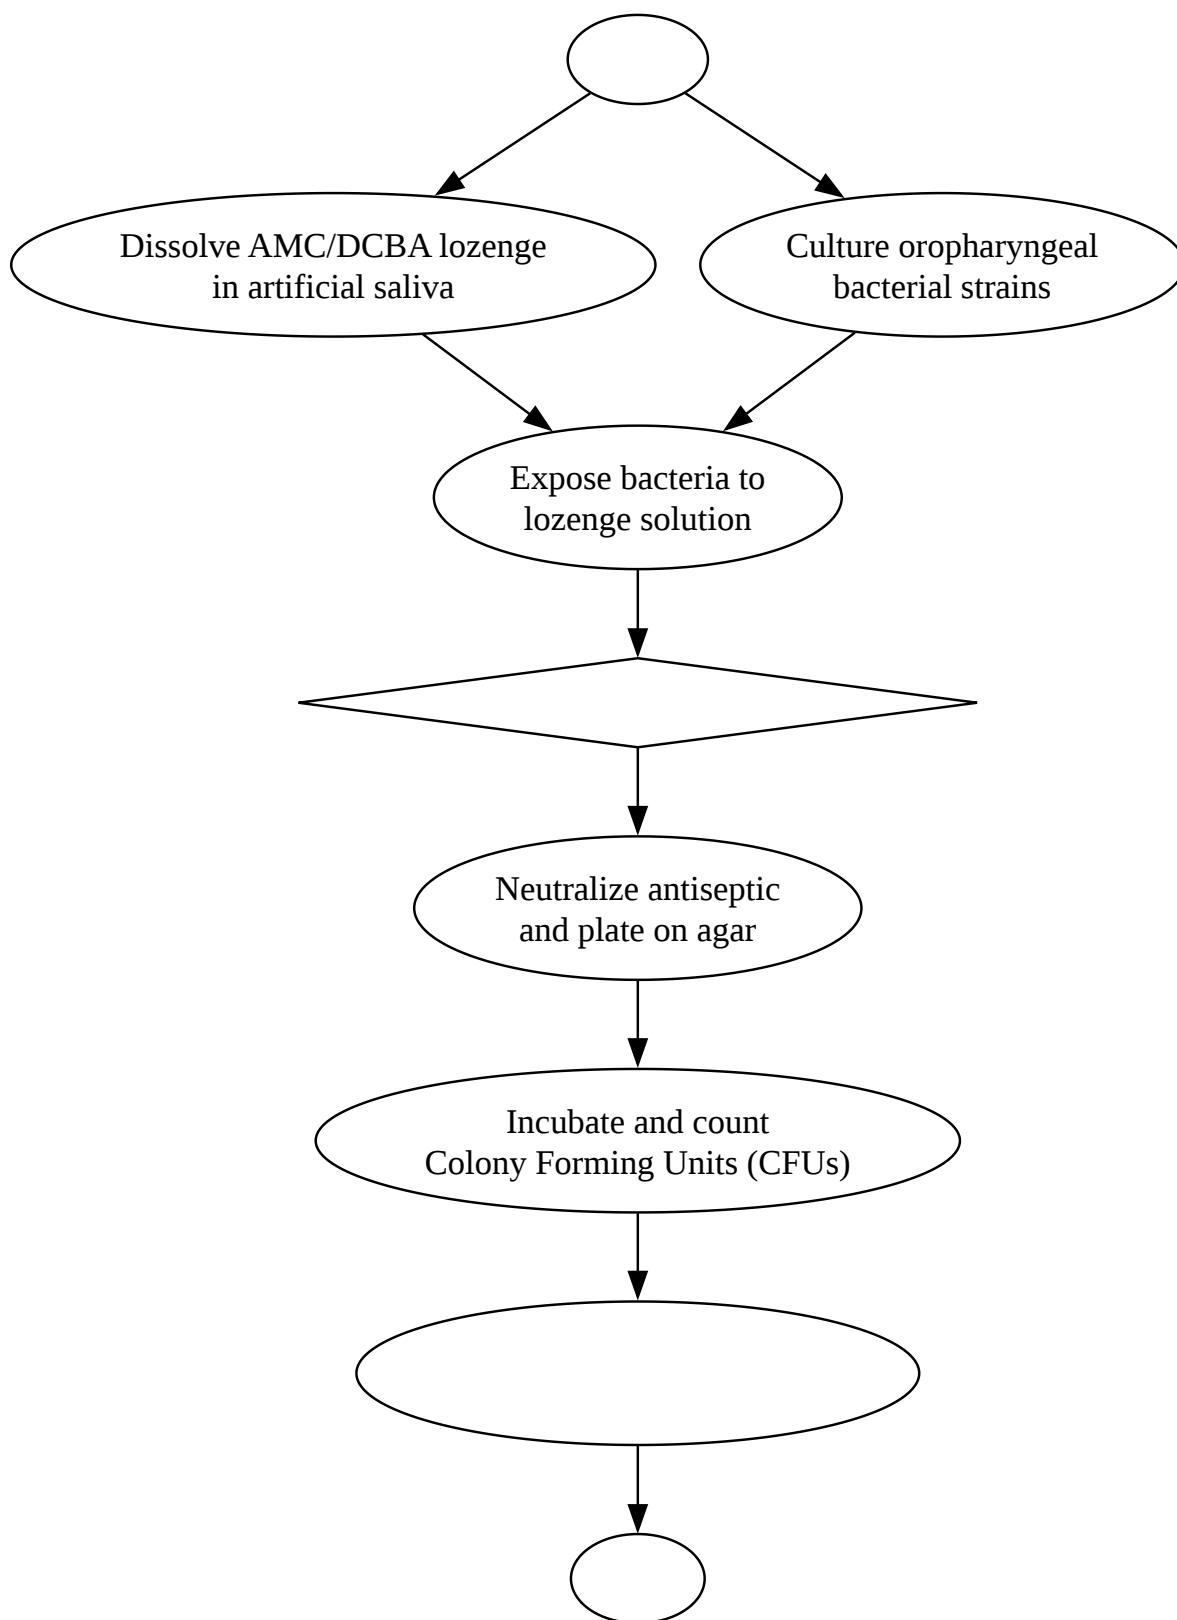 Dissolve AMC/DCBA lozenge
in artificial saliva
Culture oropharyngeal
bacterial strains
Expose bacteria to
lozenge solution
Neutralize antiseptic
and plate on agar
Incubate and count
Colony Forming Units (CFUs)